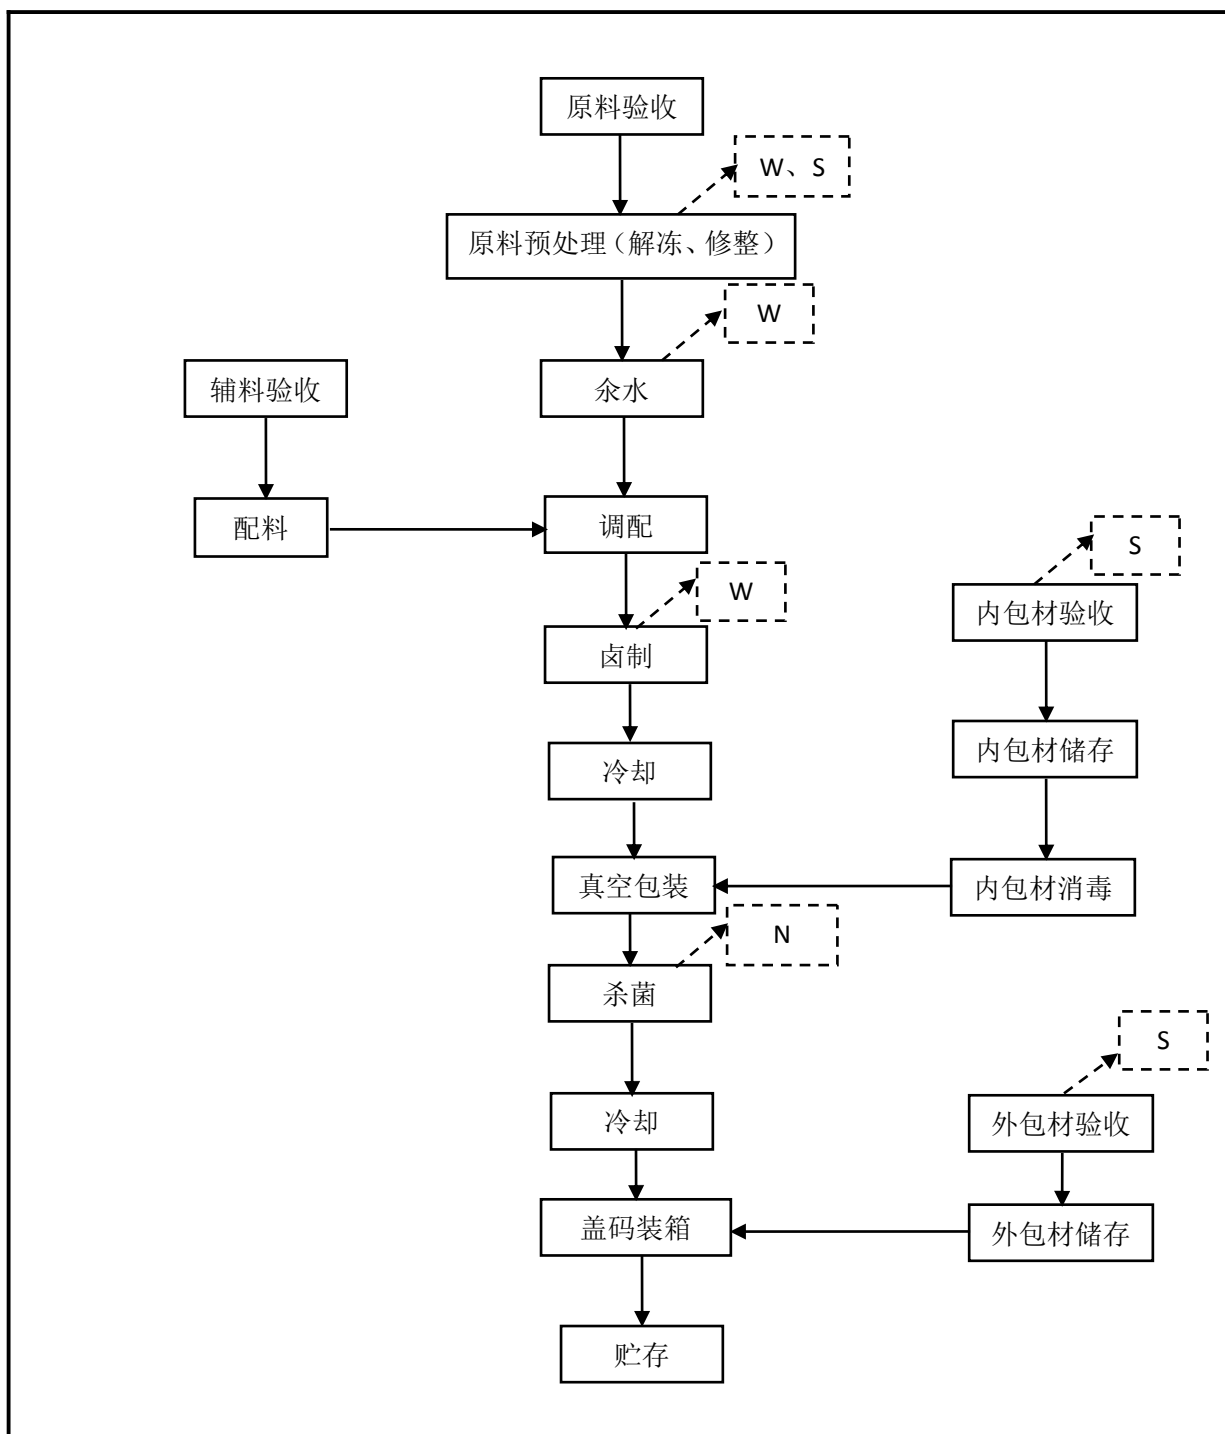 原料验收
W、S
原料预处理（解冻、修整）
W
辅料验收
汆水
配料
调配
S
W
内包材验收
卤制
内包材储存
冷却
真空包装
内包材消毒
N
杀菌
S
冷却
外包材验收
盖码装箱
外包材储存
贮存